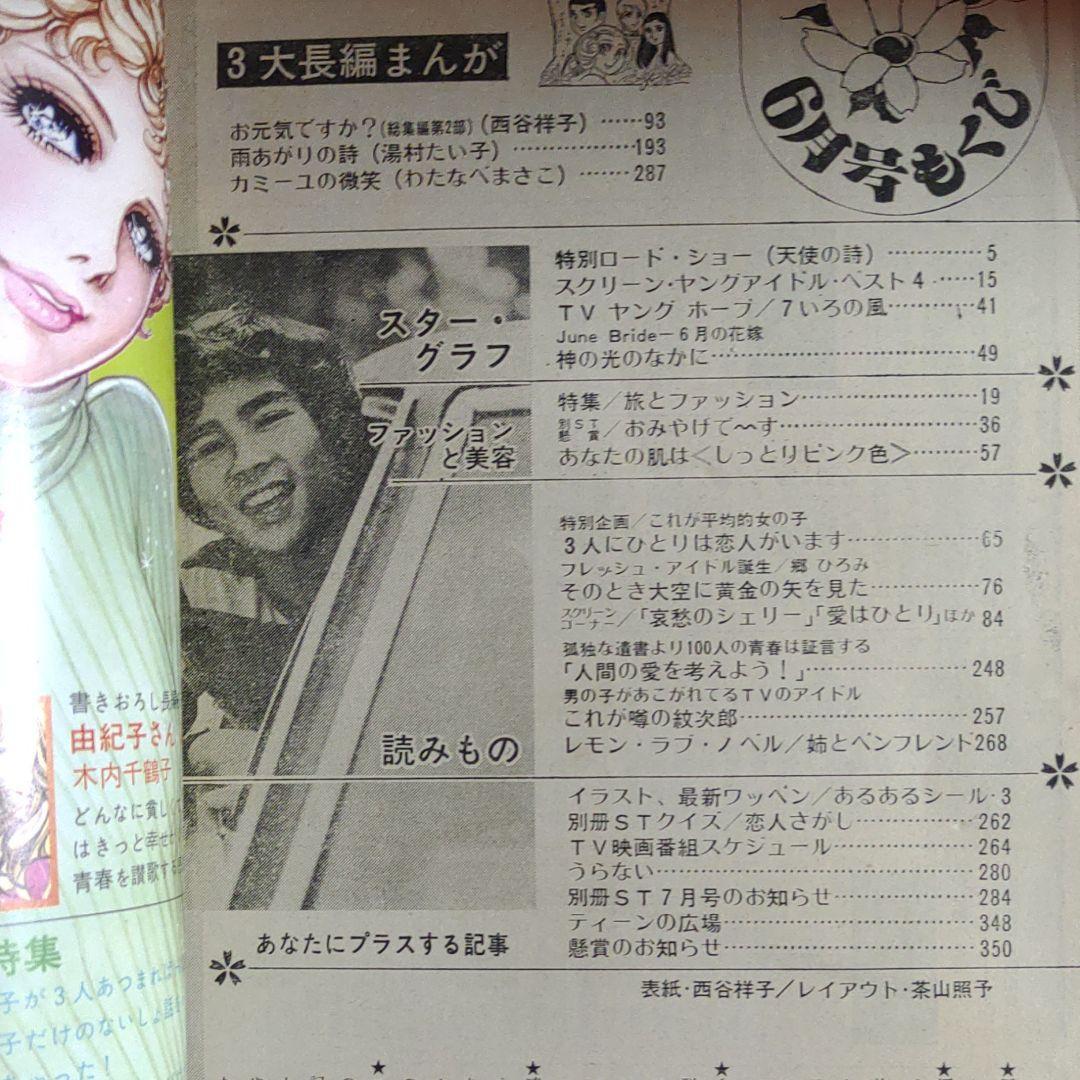 3大長編まんが
6月号もくじ
お元気ですか?(総集編第2部)(西谷祥子)……93
雨あがりの詩(湯村たい子)………………193
カミーユの微笑(わたなべまさこ)………287
スター・グラフ
特別ロード・ショー(天使の詩)……………5
スクリーン・ヤングアイドル・ベスト4……15
TV ヤング ホープ/7いろの風…………41
June Bride—6月の花嫁
神の光のなかに………………………………49
ファッションと美容
特集/旅とファッション……………………19
別ST懸賞/おみやげで〜〜す………………36
あなたの肌は<しっとりピンク色>………57
読みもの
特別企画/これが平均的女の子
3人にひとりは恋人がいます………………65
フレッシュ・アイドル誕生/郷 ひろみ
そのとき大空に黄金の矢を見た……………76
スクリーンコーナー/「哀愁のシェリー」「愛はひとり」ほか84
孤独な遺書より100人の青春は証言する
「人間の愛を考えよう!」…………………248
男の子があこがれてるTVのアイドル
これが噂の紋次郎……………………………257
レモン・ラブ・ノベル/姉とペンフレンド268
あなたにプラスする記事
イラスト、最新ワッペン/あるあるシール・3
別冊STクイズ/恋人さがし………………262
TV映画番組スケジュール…………………264
うらない………………………………………280
別冊ST7月号のお知らせ…………………284
ティーンの広場………………………………348
懸賞のお知らせ………………………………350
表紙・西谷祥子/レイアウト・茶山照予
書きおろし長
由紀子さん
木内千鶴子
どんなに貧し
はきっと幸せ
青春を讃歌する
特集
子が3人あつまれば
子だけのないしょ話